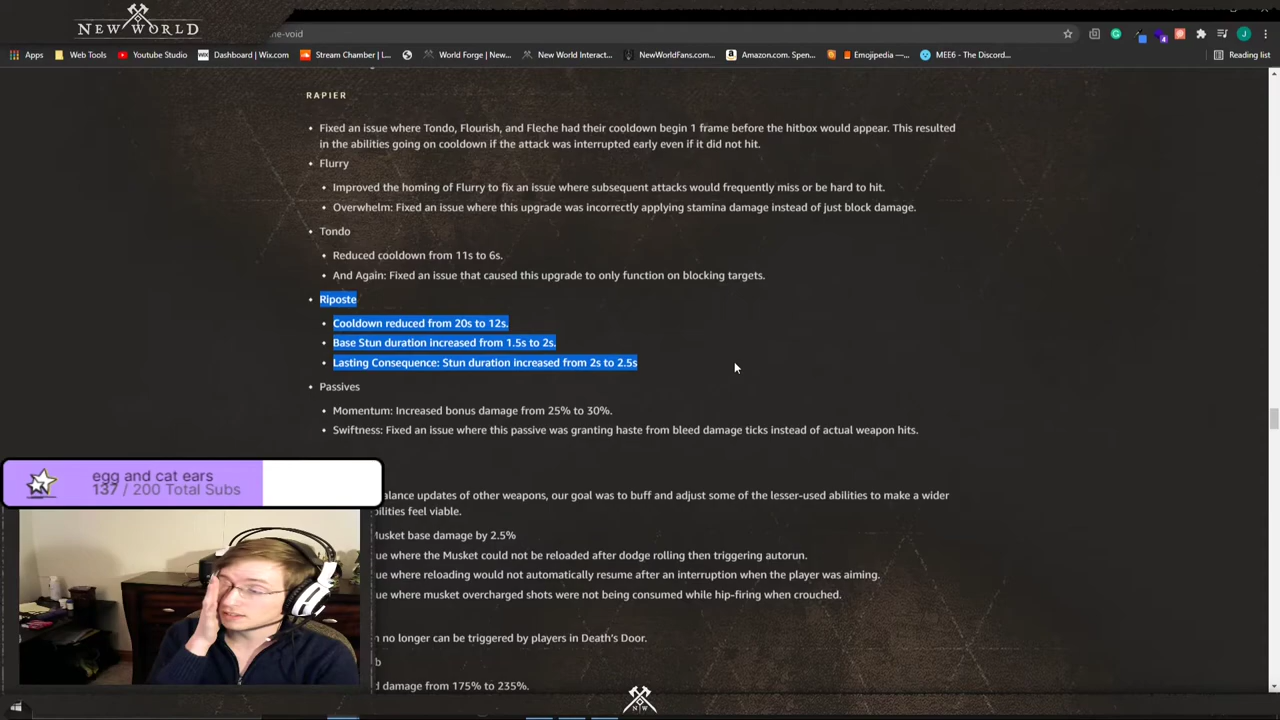 NEW WORLD
ne-void
Apps
Web Tools
Youtube Studio
Dashboard | Wix.com
Stream Chamber | L...
World Forge | New...
New World Interact...
NewWorldFans.com...
Amazon.com. Spen...
Emojipedia —...
MEE6 - The Discord...
Reading list
RAPIER
• Fixed an issue where Tondo, Flourish, and Fleche had their cooldown begin 1 frame before the hitbox would appear. This resulted
in the abilities going on cooldown if the attack was interrupted early even if it did not hit.
• Flurry
• Improved the homing of Flurry to fix an issue where subsequent attacks would frequently miss or be hard to hit.
• Overwhelm: Fixed an issue where this upgrade was incorrectly applying stamina damage instead of just block damage.
• Tondo
• Reduced cooldown from 11s to 6s.
• And Again: Fixed an issue that caused this upgrade to only function on blocking targets.
• Riposte
• Cooldown reduced from 20s to 12s.
• Base Stun duration increased from 1.5s to 2s.
• Lasting Consequence: Stun duration increased from 2s to 2.5s
• Passives
• Momentum: Increased bonus damage from 25% to 30%.
• Swiftness: Fixed an issue where this passive was granting haste from bleed damage ticks instead of actual weapon hits.
egg and cat ears
137 / 200 Total Subs
alance updates of other weapons, our goal was to buff and adjust some of the lesser-used abilities to make a wider
bilities feel viable.
Musket base damage by 2.5%
ue where the Musket could not be reloaded after dodge rolling then triggering autorun.
ue where reloading would not automatically resume after an interruption when the player was aiming.
ue where musket overcharged shots were not being consumed while hip-firing when crouched.
n no longer can be triggered by players in Death's Door.
b
d damage from 175% to 235%.